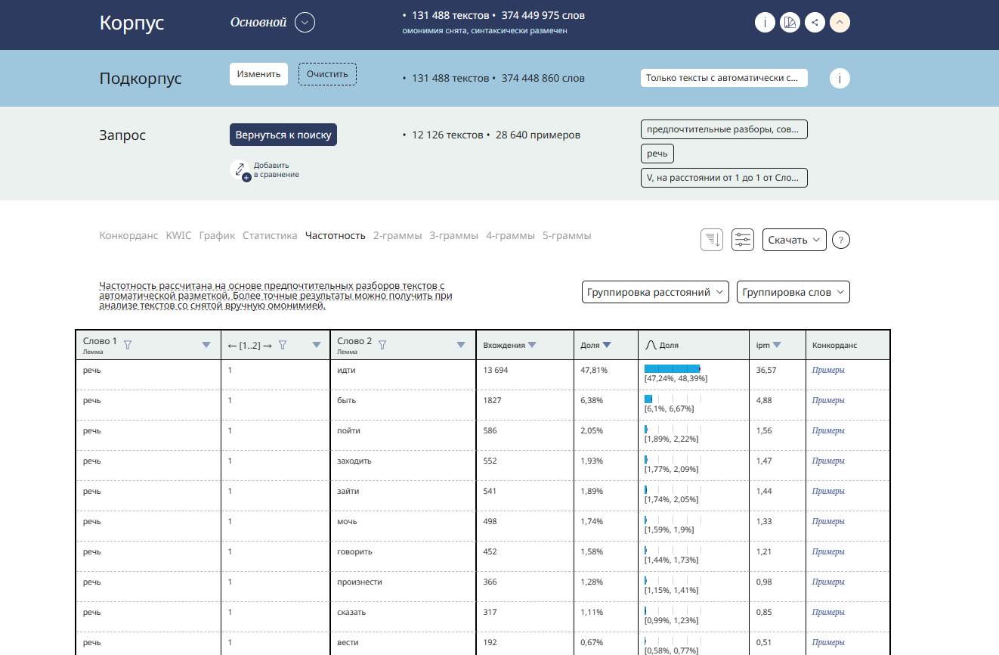 Корпус Основной • 131 488 текстов • 374 449 975 слов
омонимия снята, синтаксически размечен
Подкорпус Изменить Очистить • 131 488 текстов • 374 448 860 слов Только тексты с автоматически с... i
Запрос Вернуться к поиску • 12 126 текстов • 28 640 примеров предпочтительные разборы, сов...
речь
Добавить
в сравнение
V, на расстоянии от 1 до 1 от Сло...
Конкорданс KWIC График Статистика Частотность 2-граммы 3-граммы 4-граммы 5-граммы Скачать ?
Частотность рассчитана на основе предпочтительных разборов текстов с
автоматической разметкой. Более точные результаты можно получить при
анализе текстов со снятой вручную омонимией.
Группировка расстояний Группировка слов
Слово 1 ← [1..2] → Слово 2 Вхождения Доля Доля ipm Конкорданс
Лемма Лемма
речь 1 идти 13 694 47,81% 36,57 Примеры
[47,24%, 48,39%]
речь 1 быть 1827 6,38% 4,88 Примеры
[6,1%, 6,67%]
речь 1 пойти 586 2,05% 1,56 Примеры
[1,89%, 2,22%]
речь 1 заходить 552 1,93% 1,47 Примеры
[1,77%, 2,09%]
речь 1 зайти 541 1,89% 1,44 Примеры
[1,74%, 2,05%]
речь 1 мочь 498 1,74% 1,33 Примеры
[1,59%, 1,9%]
речь 1 говорить 452 1,58% 1,21 Примеры
[1,44%, 1,73%]
речь 1 произнести 366 1,28% 0,98 Примеры
[1,15%, 1,41%]
речь 1 сказать 317 1,11% 0,85 Примеры
[0,99%, 1,23%]
речь 1 вести 192 0,67% 0,51 Примеры
[0,58%, 0,77%]